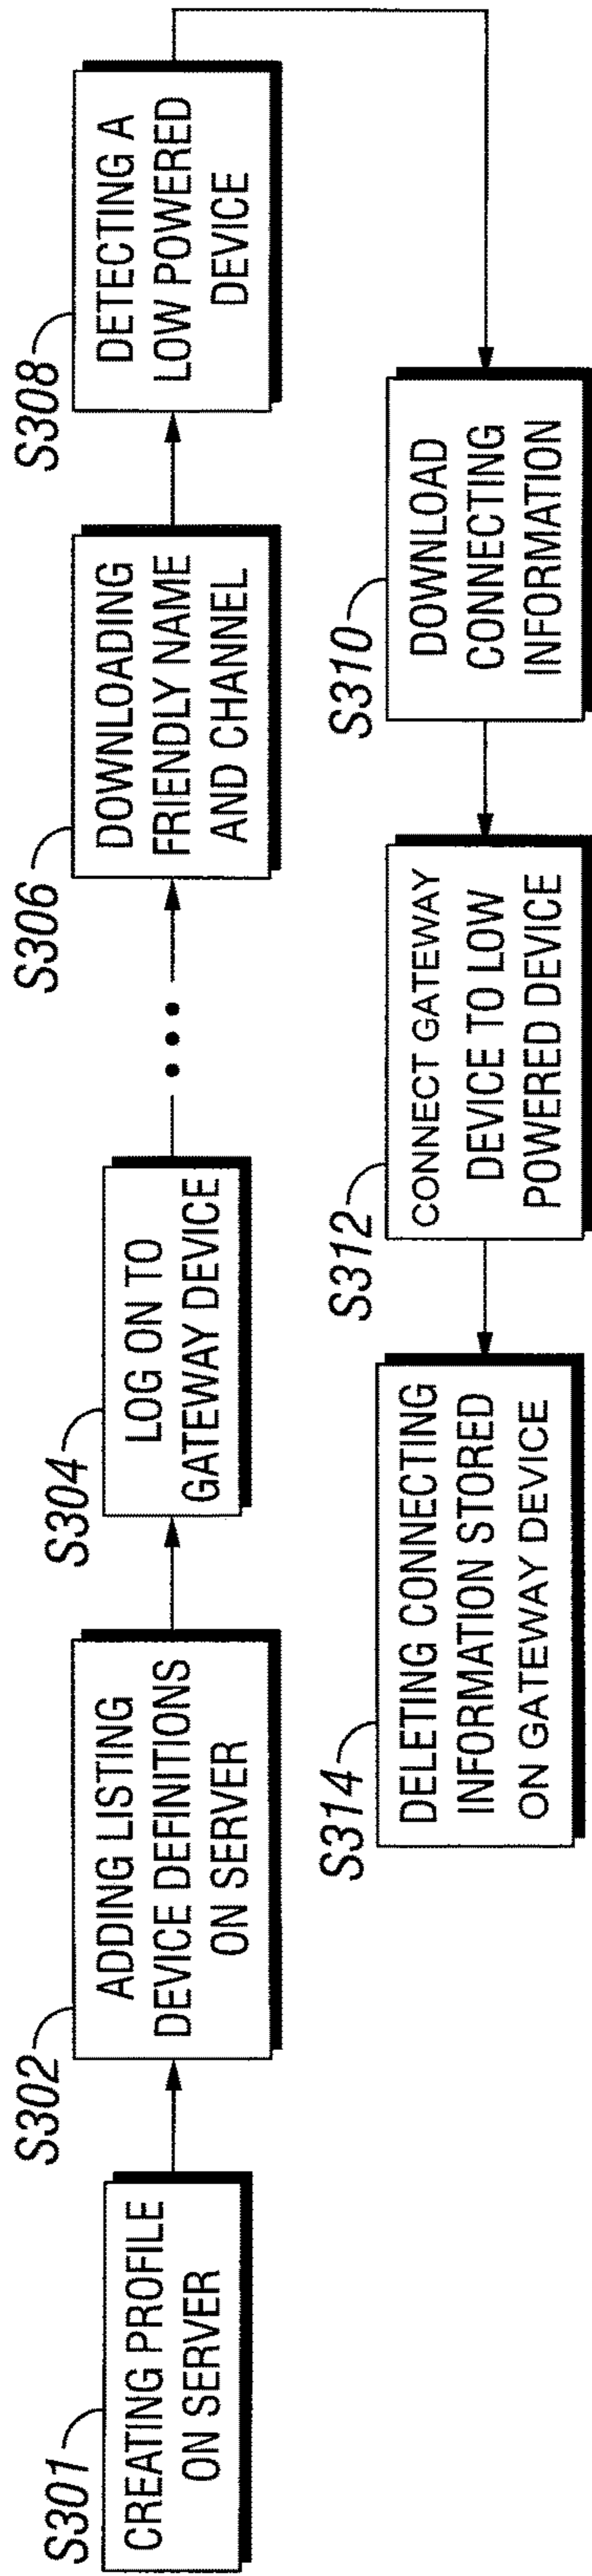 S301
CREATING PROFILE
ON SERVER
S302
ADDING LISTING
DEVICE DEFINITIONS
ON SERVER
S304
LOG ON TO
GATEWAY DEVICE
S306
DOWNLOADING
FRIENDLY NAME
AND CHANNEL
S308
DETECTING A
LOW POWERED
DEVICE
S310
DOWNLOAD
CONNECTING
INFORMATION
S312
CONNECT GATEWAY
DEVICE TO LOW
POWERED DEVICE
S314
DELETING CONNECTING
INFORMATION STORED
ON GATEWAY DEVICE